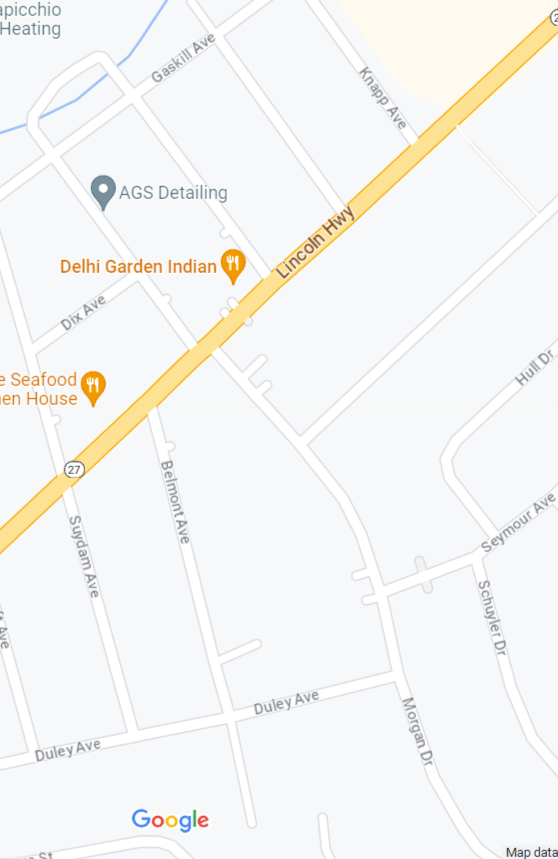 apicchio
Heating
Gaskill Ave
Knapp Ave
AGS Detailing
Lincoln Hwy
Delhi Garden Indian
Dix Ave
e Seafood
hen House
Hull Dr
27
Belmont Ave
Suydam Ave
Seymour Ave
Schuyler Dr
Duley Ave
Morgan Dr
Duley Ave
Google
Map data